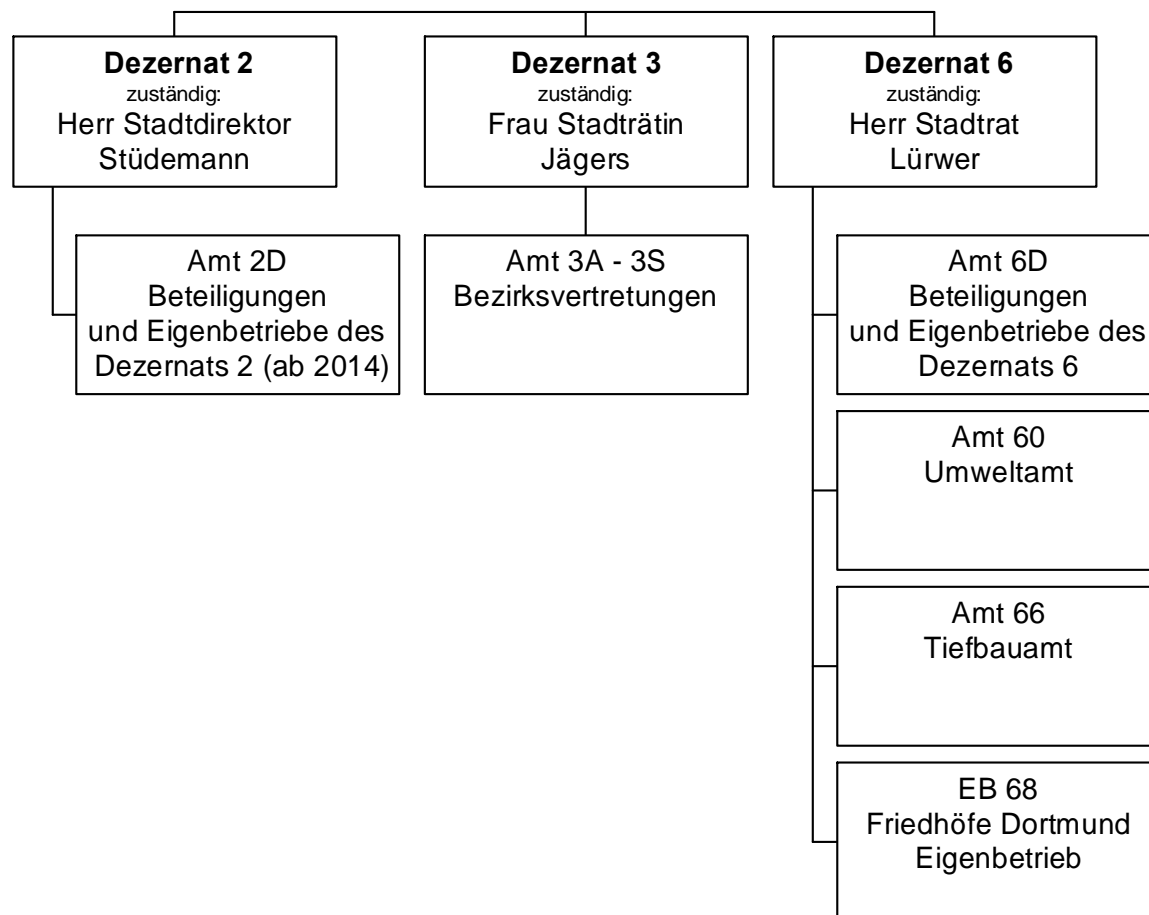 Dezernat 2
zuständig:
Herr Stadtdirektor
Stüdemann
Amt 2D
Beteiligungen
und Eigenbetriebe des
Dezernats 2 (ab 2014)
Dezernat 3
zuständig:
Frau Stadträtin
Jägers
Amt 3A - 3S
Bezirksvertretungen
Dezernat 6
zuständig:
Herr Stadtrat
Lürwer
Amt 6D
Beteiligungen
und Eigenbetriebe des
Dezernats 6
Amt 60
Umweltamt
Amt 66
Tiefbauamt
EB 68
Friedhöfe Dortmund
Eigenbetrieb